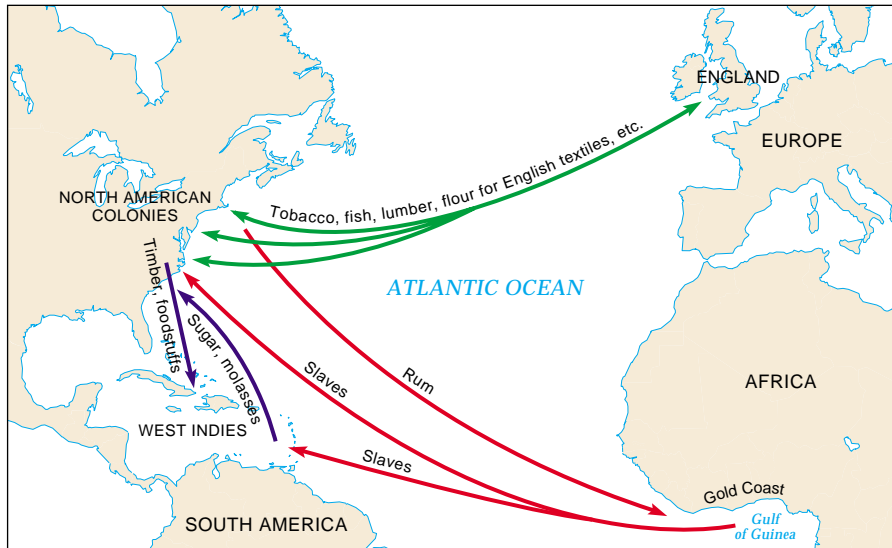 ENGLAND
EUROPE
Tobacco, fish, lumber, flour for English textiles, etc.
NORTH AMERICAN
COLONIES
Timber, foodstuffs
Sugar, molasses
ATLANTIC OCEAN
Slaves
Rum
AFRICA
WEST INDIES
Slaves
Gold Coast
SOUTH AMERICA
Gulf
of Guinea